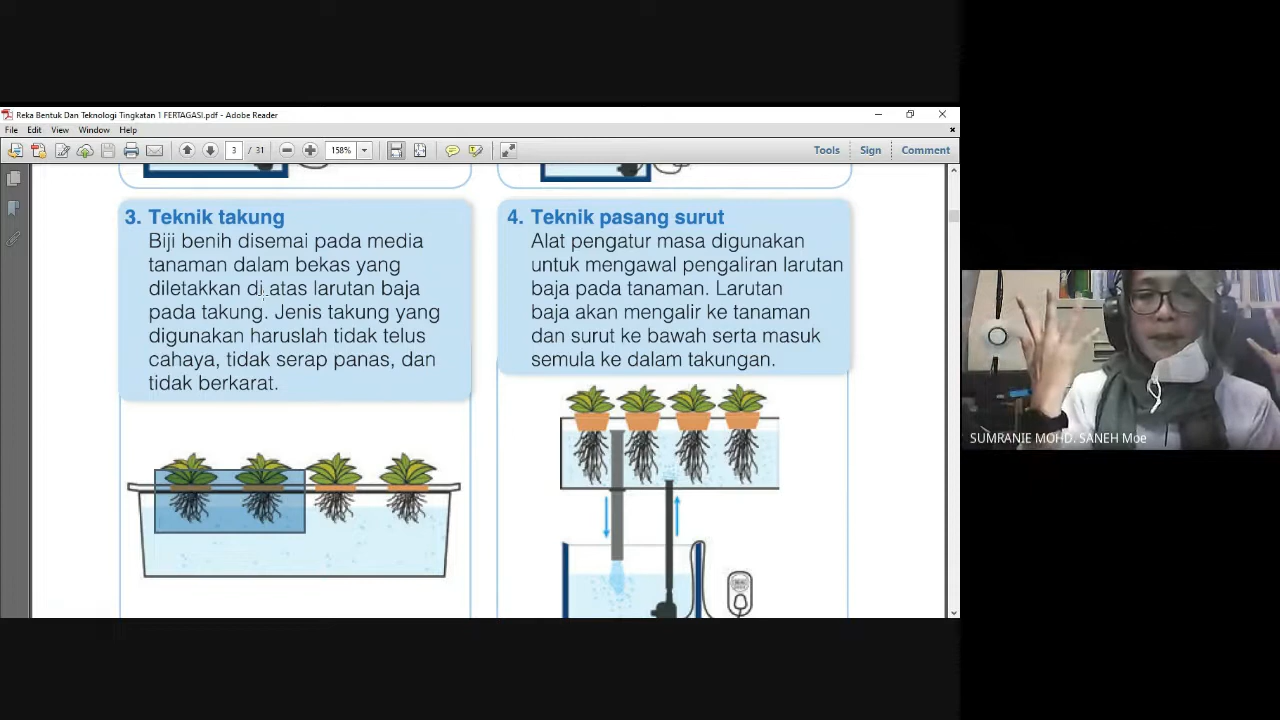 Reka Bentuk Dan Teknologi Tingkatan 1 FERTAGASI.pdf - Adobe Reader
File Edit View Window Help
3 / 31 158% Tools Sign Comment
3. Teknik takung
Biji benih disemai pada media
tanaman dalam bekas yang
diletakkan di atas larutan baja
pada takung. Jenis takung yang
digunakan haruslah tidak telus
cahaya, tidak serap panas, dan
tidak berkarat.
4. Teknik pasang surut
Alat pengatur masa digunakan
untuk mengawal pengaliran larutan
baja pada tanaman. Larutan
baja akan mengalir ke tanaman
dan surut ke bawah serta masuk
semula ke dalam takungan.
SUMRANIE MOHD. SANEH Moe